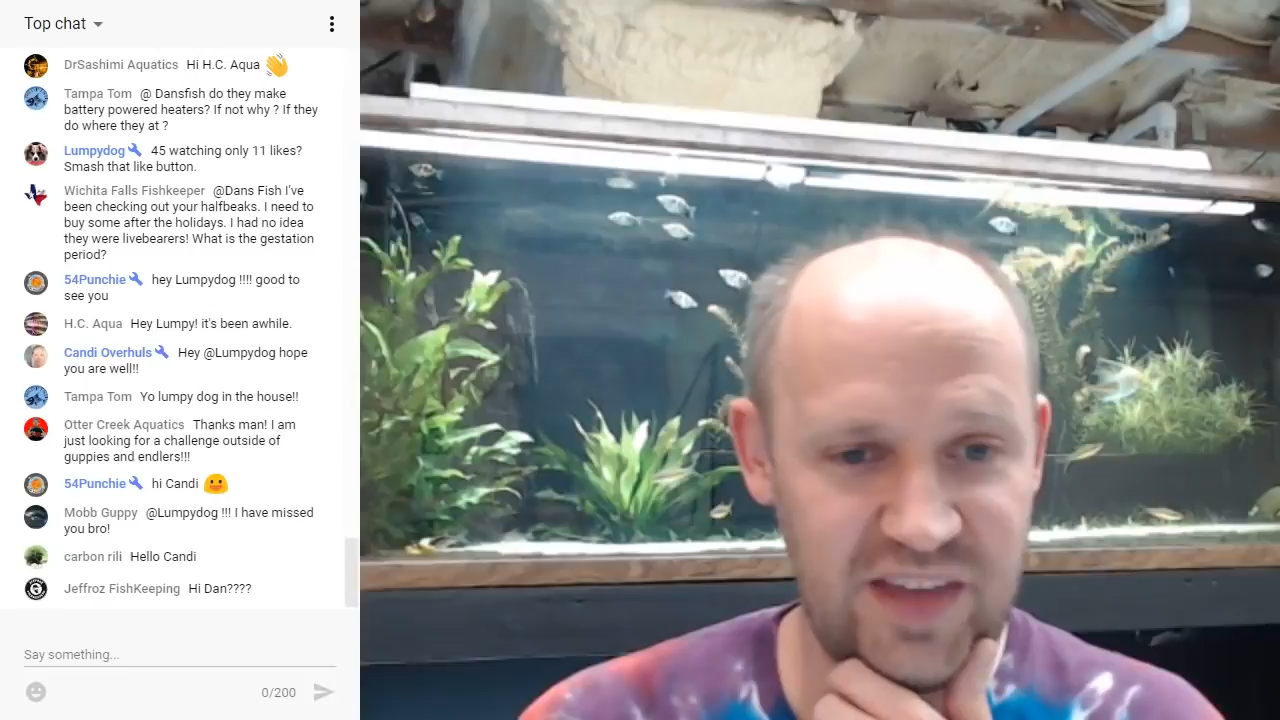 Top chat
DrSashimi Aquatics Hi H.C. Aqua
Tampa Tom @ Dansfish do they make
battery powered heaters? If not why ? If they
do where they at ?
Lumpydog 45 watching only 11 likes?
Smash that like button.
Wichita Falls Fishkeeper @Dans Fish I've
been checking out your halfbeaks. I need to
buy some after the holidays. I had no idea
they were livebearers! What is the gestation
period?
54Punchie hey Lumpydog !!!! good to
see you
H.C. Aqua Hey Lumpy! it's been awhile.
Candi Overhuls Hey @Lumpydog hope
you are well!!
Tampa Tom Yo lumpy dog in the house!!
Otter Creek Aquatics Thanks man! I am
just looking for a challenge outside of
guppies and endlers!!!
54Punchie hi Candi
Mobb Guppy @Lumpydog !!! I have missed
you bro!
carbon rili Hello Candi
Jeffroz FishKeeping Hi Dan????
Say something...
0/200